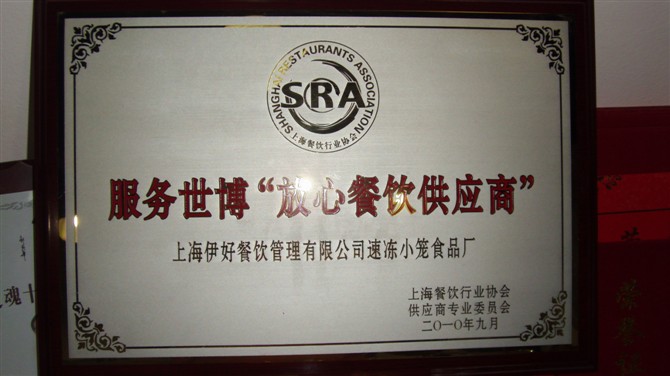 SHANGHAI RESTAURANTS ASSOCIATION
SRA
上海餐饮行业协会
服务世博“放心餐饮供应商”
上海伊好餐饮管理有限公司速冻小笼食品厂
上海餐饮行业协会
供应商专业委员会
二〇一〇年九月
魂